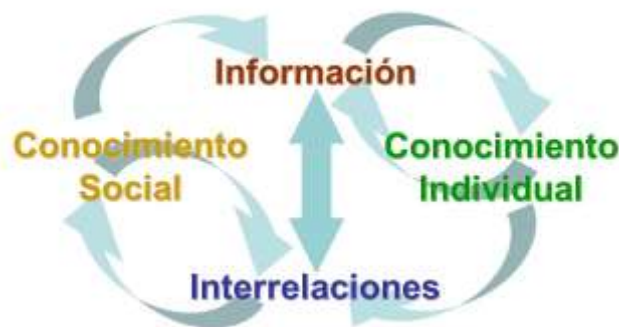 Información
Conocimiento
Social
Conocimiento
Individual
Interrelaciones